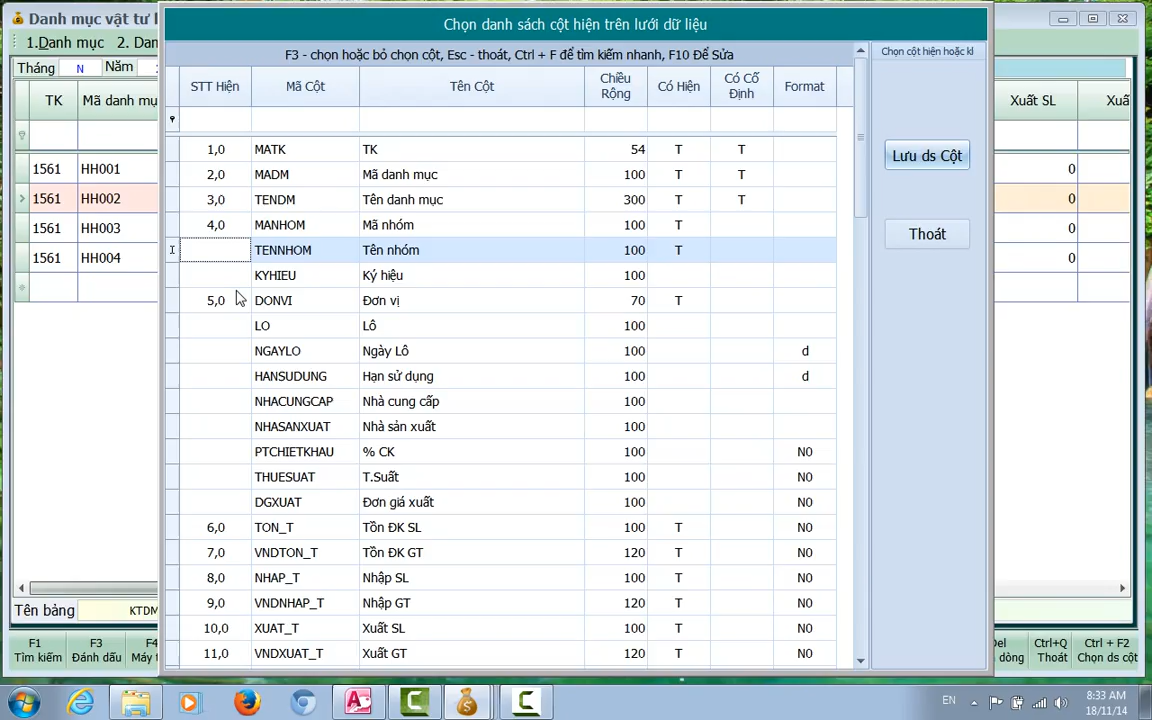 Danh mục vật tư l
Chọn danh sách cột hiện trên lưới dữ liệu
1.Danh mục 2. Dan
F3 - chọn hoặc bỏ chọn cột, Esc - thoát, Ctrl + F để tìm kiếm nhanh, F10 Để Sửa
Chọn cột hiện hoặc kl
Tháng N Năm
TK Mã danh mụ
STT Hiện Mã Cột Tên Cột Chiều Rộng Có Hiện Có Cố Định Format
Xuất SL Xuấ
1561 HH001 0
1561 HH002 0
1561 HH003 0
1561 HH004 0
1,0 MATK TK 54 T T
2,0 MADM Mã danh mục 100 T T
3,0 TENDM Tên danh mục 300 T T
4,0 MANHOM Mã nhóm 100 T
TENNHOM Tên nhóm 100 T
KYHIEU Ký hiệu 100
5,0 DONVI Đơn vị 70 T
LO Lô 100
NGAYLO Ngày Lô 100 d
HANSUDUNG Hạn sử dụng 100 d
NHACUNGCAP Nhà cung cấp 100
NHASANXUAT Nhà sản xuất 100
PTCHIETKHAU % CK 100 N0
THUESUAT T.Suất 100 N0
DGXUAT Đơn giá xuất 100 N0
6,0 TON_T Tồn ĐK SL 100 T N0
7,0 VNDTON_T Tồn ĐK GT 120 T N0
8,0 NHAP_T Nhập SL 100 T N0
9,0 VNDNHAP_T Nhập GT 120 T N0
10,0 XUAT_T Xuất SL 100 T N0
11,0 VNDXUAT_T Xuất GT 120 T N0
Lưu ds Cột
Thoát
Tên bảng KTDM
F1 F3 F4 Del Ctrl+Q Ctrl + F2
Tìm kiếm Đánh dấu Máy t a dòng Thoát Chọn ds cột
EN 8:33 AM
18/11/14